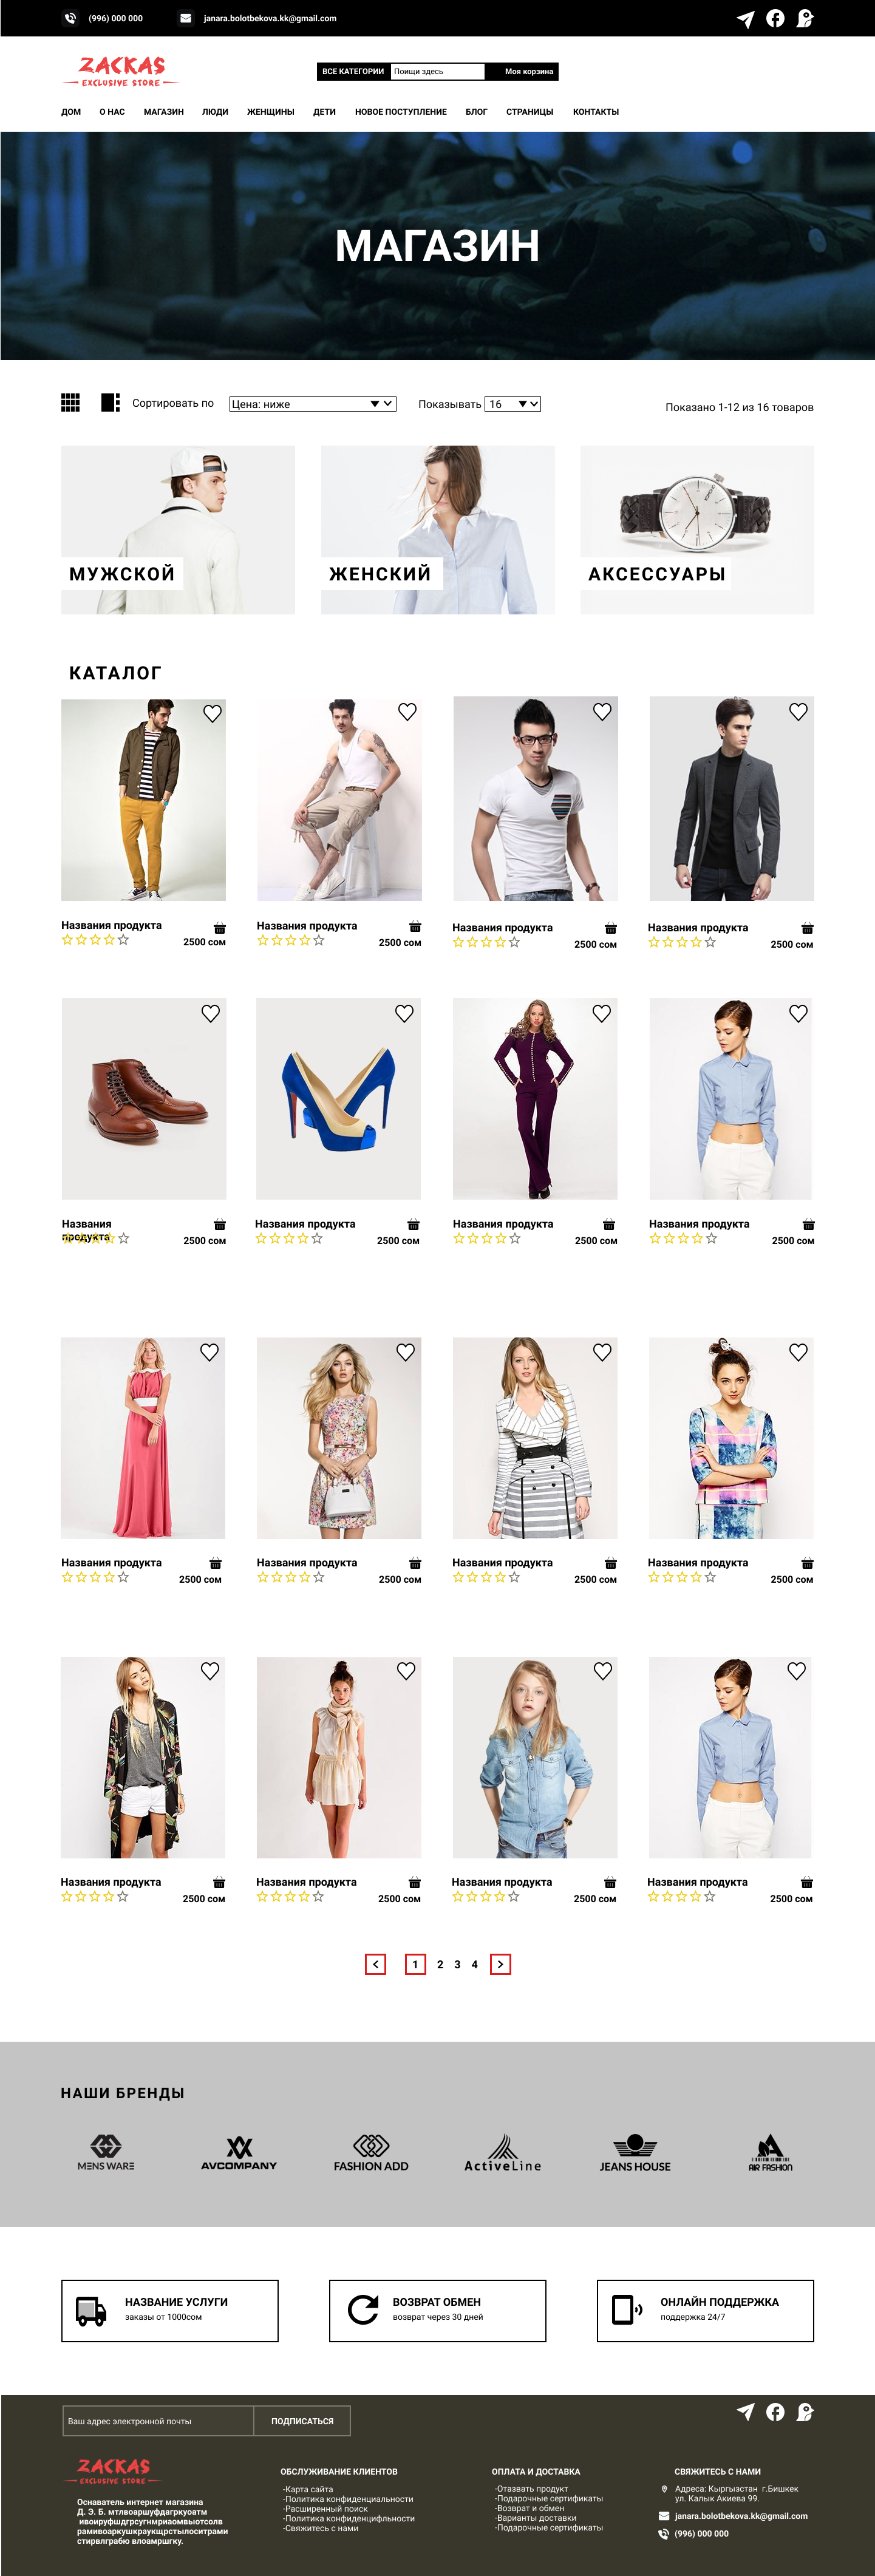 (996) 000 000
janara.bolotbekova.kk@gmail.com
ZACKAS
EXCLUSIVE STORE
ВСЕ КАТЕГОРИИ
Поищи здесь
Моя корзина
ДОМ
О НАС
МАГАЗИН
ЛЮДИ
ЖЕНЩИНЫ
ДЕТИ
НОВОЕ ПОСТУПЛЕНИЕ
БЛОГ
СТРАНИЦЫ
КОНТАКТЫ
МАГАЗИН
Сортировать по
Цена: ниже
Показывать
16
Показано 1-12 из 16 товаров
МУЖСКОЙ
ЖЕНСКИЙ
АКСЕССУАРЫ
КАТАЛОГ
Названия продукта
2500 сом
Названия продукта
2500 сом
Названия продукта
2500 сом
Названия продукта
2500 сом
Названия
продукта
2500 сом
Названия продукта
2500 сом
Названия продукта
2500 сом
Названия продукта
2500 сом
Названия продукта
2500 сом
Названия продукта
2500 сом
Названия продукта
2500 сом
Названия продукта
2500 сом
Названия продукта
2500 сом
Названия продукта
2500 сом
Названия продукта
2500 сом
Названия продукта
2500 сом
1 2 3 4
НАШИ БРЕНДЫ
MENS WARE
AVCOMPANY
FASHION ADD
ActiveLine
JEANS HOUSE
AIR FASHION
НАЗВАНИЕ УСЛУГИ
заказы от 1000сом
ВОЗВРАТ ОБМЕН
возврат через 30 дней
ОНЛАЙН ПОДДЕРЖКА
поддержка 24/7
Ваш адрес электронной почты
ПОДПИСАТЬСЯ
ZACKAS
EXCLUSIVE STORE
Оснаватель интернет магазина
Д. Э. Б. мтлвоаршуфдагркуоатм
ивоируфшдгрсугнмриаомвыотсолв
рамивоаркушкраукщрстылоситрами
стирвлграбю влоамршгку.
ОБСЛУЖИВАНИЕ КЛИЕНТОВ
-Карта сайта
-Политика конфиденциальности
-Расширенный поиск
-Политика конфиденцифльности
-Свяжитесь с нами
ОПЛАТА И ДОСТАВКА
-Отазвать продукт
-Подарочные сертификаты
-Возврат и обмен
-Варианты доставки
-Подарочные сертификаты
СВЯЖИТЕСЬ С НАМИ
Адреса: Кыргызстан г.Бишкек
ул. Калык Акиева 99.
janara.bolotbekova.kk@gmail.com
(996) 000 000